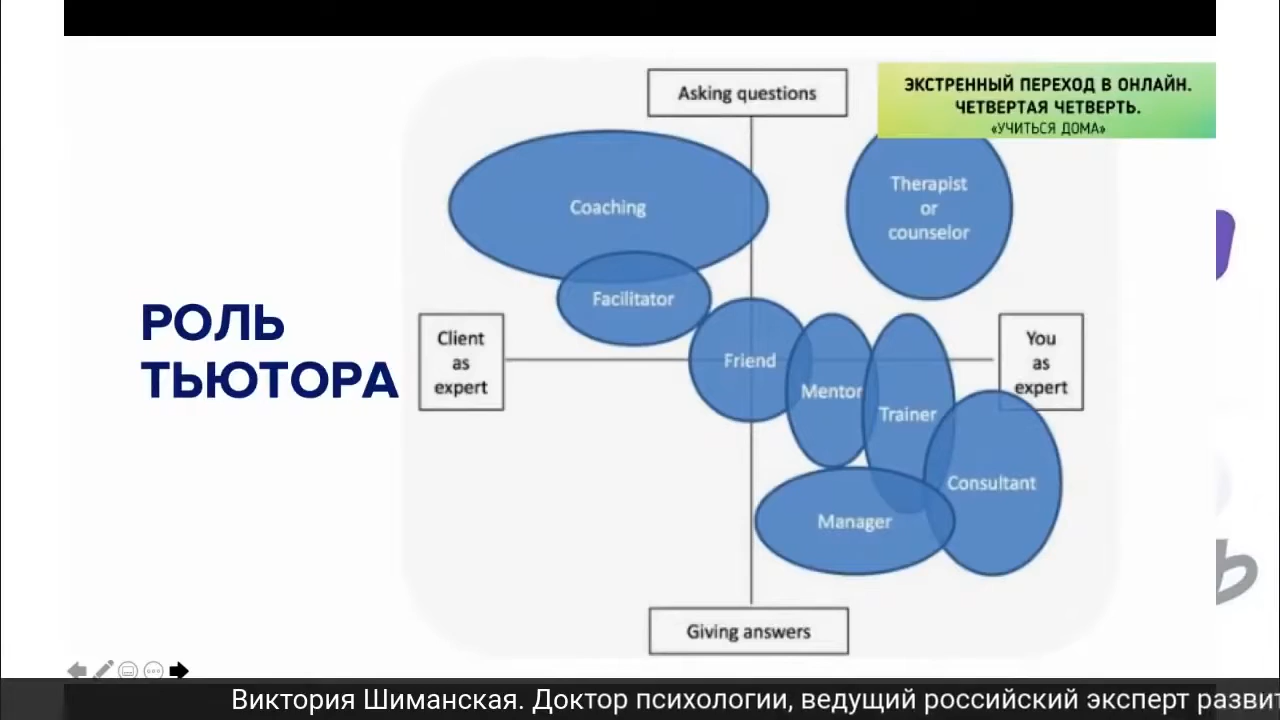 Asking questions
ЭКСТРЕННЫЙ ПЕРЕХОД В ОНЛАЙН.
ЧЕТВЕРТАЯ ЧЕТВЕРТЬ.
«УЧИТЬСЯ ДОМА»
Coaching
Therapist
or
counselor
Facilitator
РОЛЬ
ТЬЮТОРА
Client
as
expert
Friend
Mentor
Trainer
You
as
expert
Consultant
Manager
Giving answers
Виктория Шиманская. Доктор психологии, ведущий российский эксперт